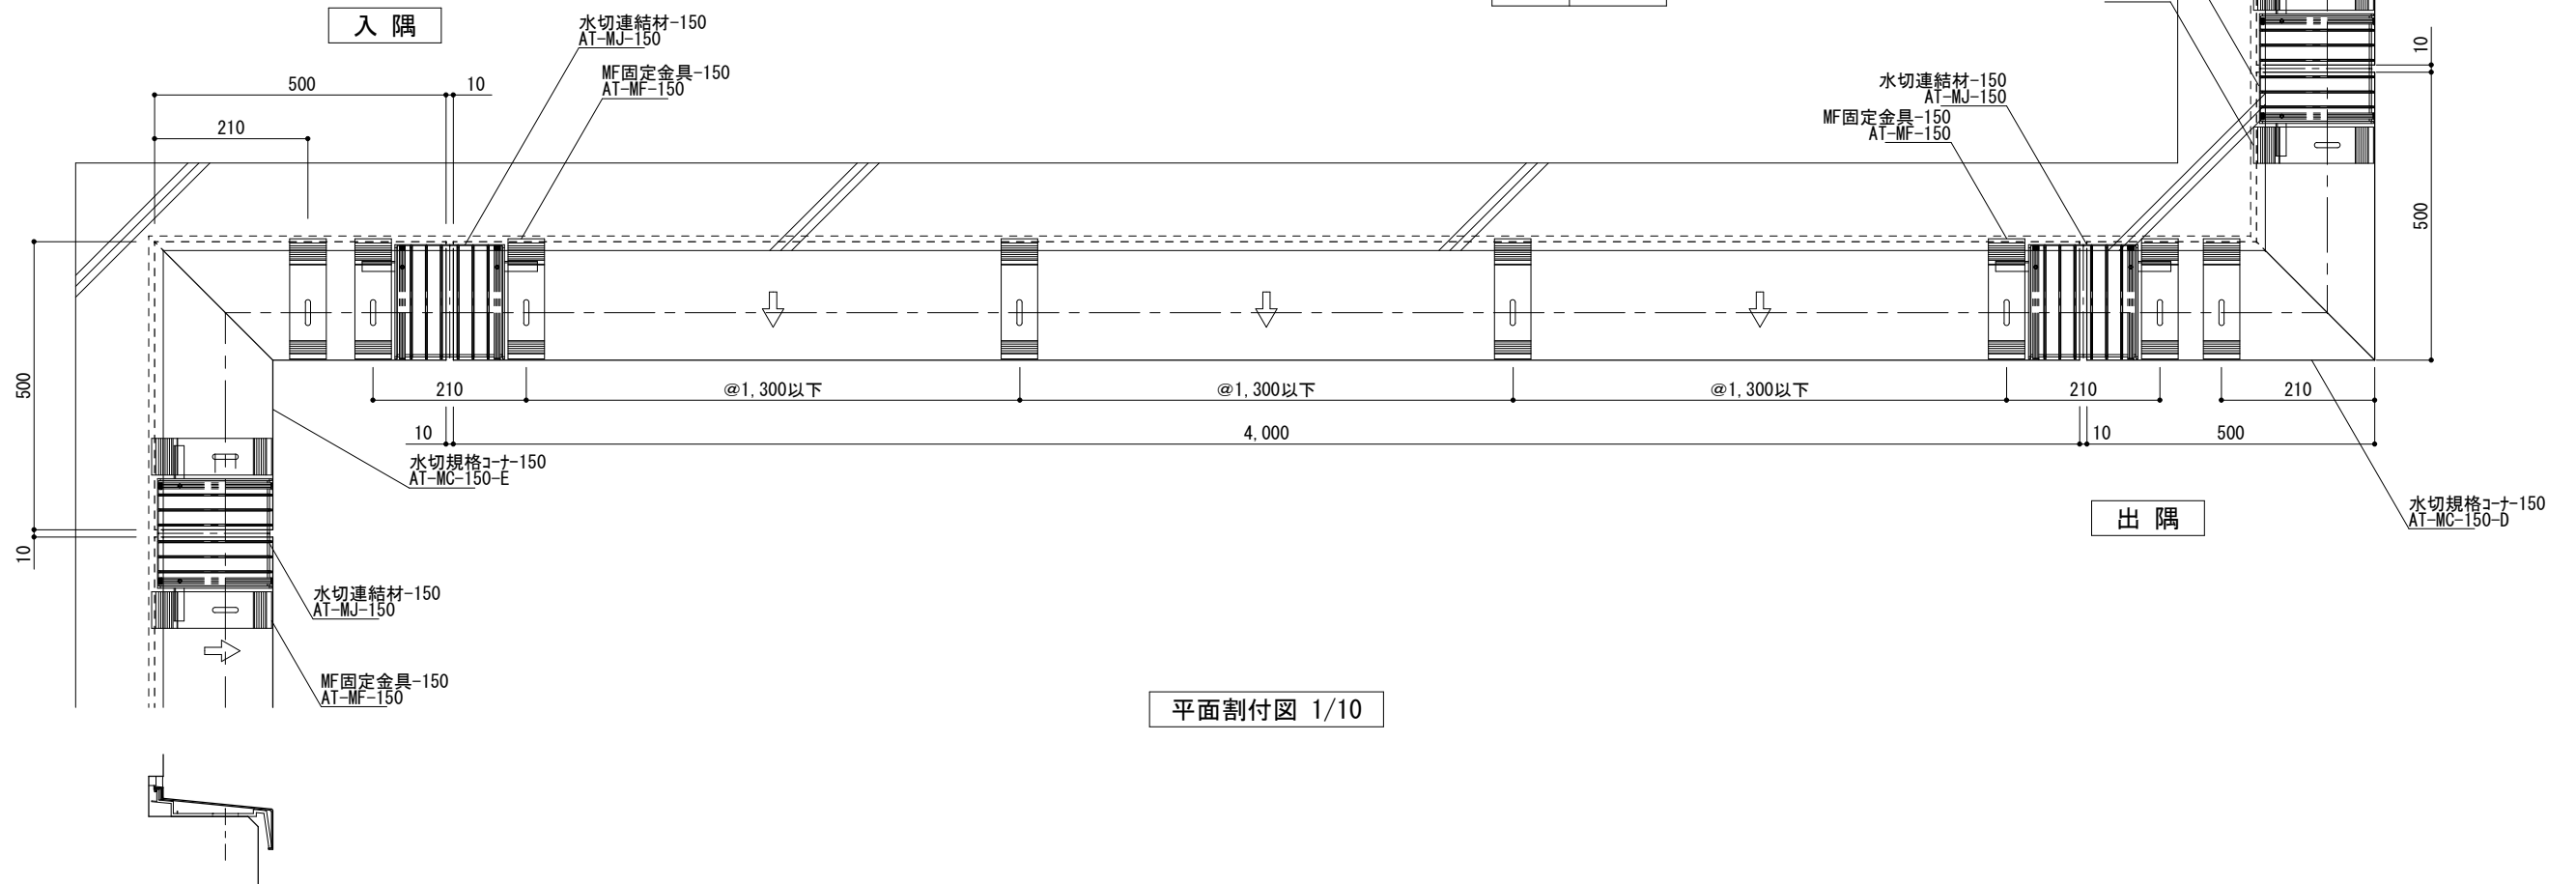 入 隅
水切連結材-150
AT-MJ-150
MF固定金具-150
AT-MF-150
500
10
210
水切連結材-150
AT-MJ-150
MF固定金具-150
AT-MF-150
10
500
500
10
210
@1,300以下
@1,300以下
@1,300以下
210
210
10
4,000
10
500
水切規格コーナー-150
AT-MC-150-E
水切規格コーナー-150
AT-MC-150-D
出 隅
水切連結材-150
AT-MJ-150
MF固定金具-150
AT-MF-150
平面割付図 1/10